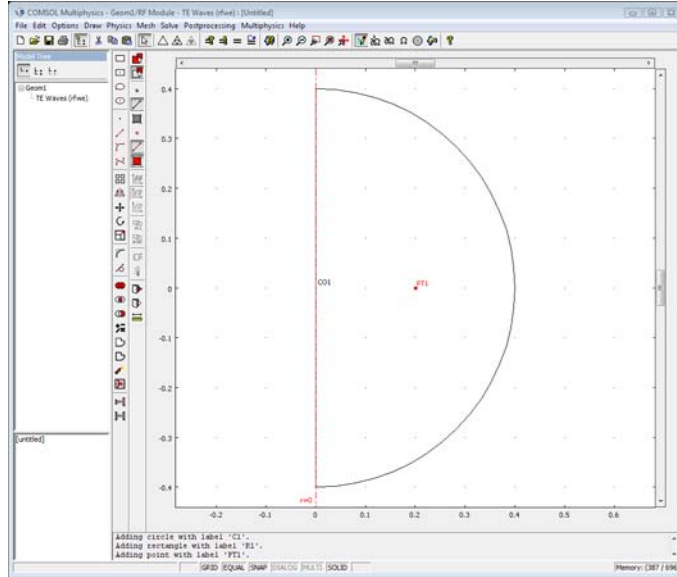 COMSOL Multiphysics - Geom1/RF Module - TE Waves (rfwe) : [Untitled]
File Edit Options Draw Physics Mesh Solve Postprocessing Multiphysics Help
Model Tree
Geom1
TE Waves (rfwe)
0.4
0.3
0.2
0.1
0
-0.1
-0.2
-0.3
-0.4
CO1
PT1
r=0
-0.2
-0.1
0
0.1
0.2
0.3
0.4
0.5
0.6
[untitled]
Adding circle with label 'C1'.
Adding rectangle with label 'R1'.
Adding point with label 'PT1'.
GRID EQUAL SNAP DIALOG MULTI SOLID
Memory: (387 / 696